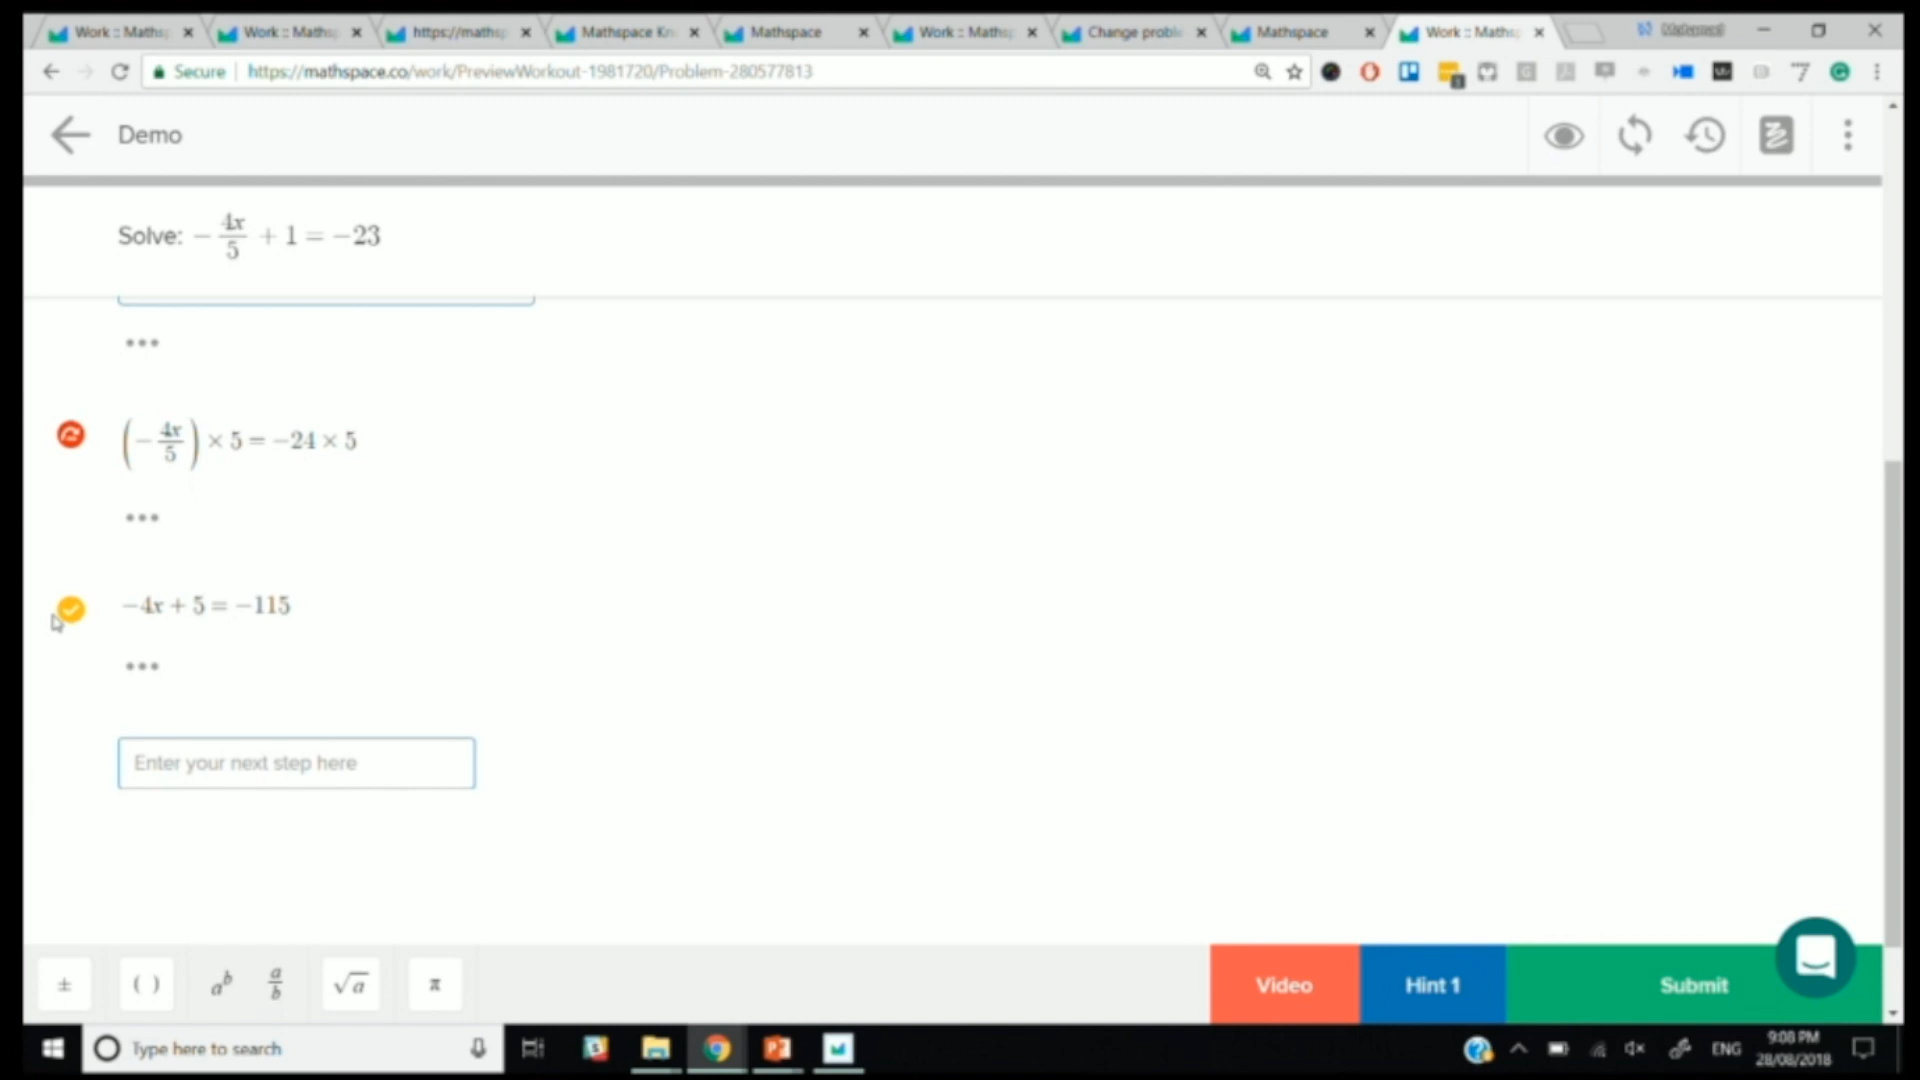 Work :: Maths
Work :: Maths
https://maths
Mathspace Kn
Mathspace
Work :: Maths
Change probl
Mathspace
Work :: Maths
Secure
https://mathspace.co/work/PreviewWorkout-1981720/Problem-280577813
Demo
Solve: −4x/5 + 1 = −23
(−4x/5) × 5 = −24 × 5
−4x + 5 = −115
Enter your next step here
±
( )
a^b
a/b
√a
π
Video
Hint 1
Submit
Type here to search
ENG
9:08 PM
28/08/2018